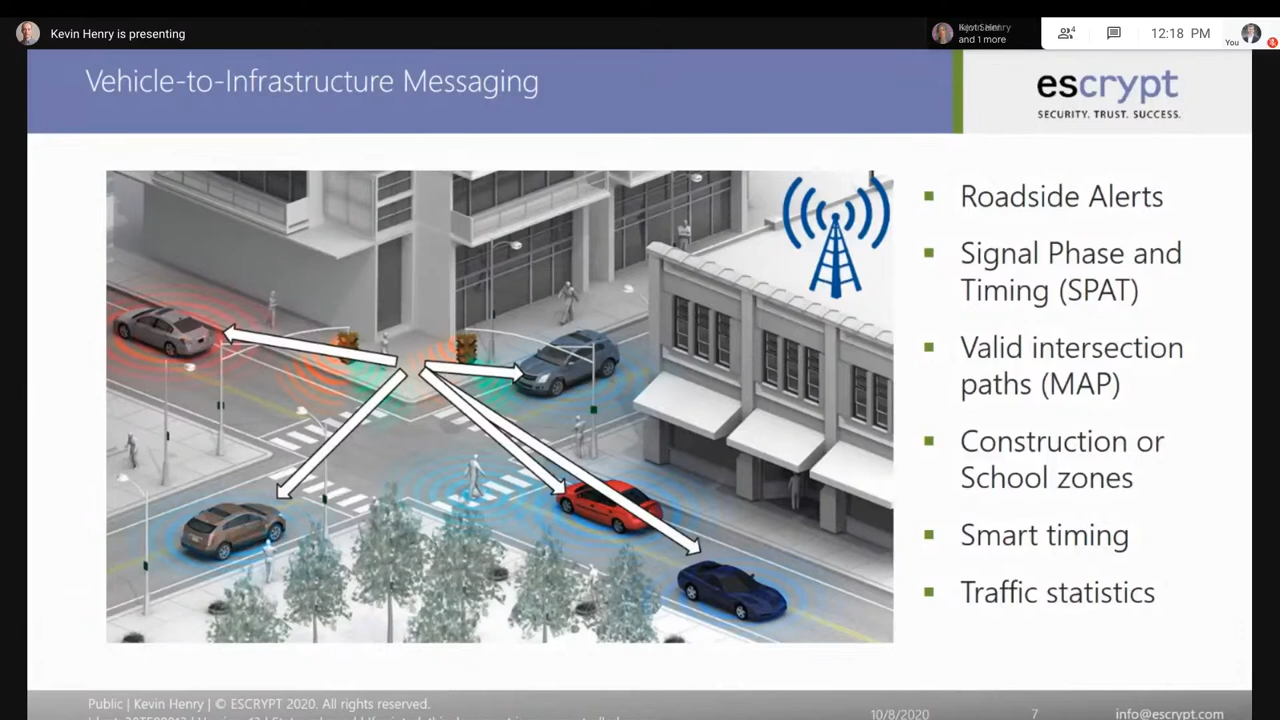 Kevin Henry is presenting
and 1 more
4
12:18 PM
You
Vehicle-to-Infrastructure Messaging
escrypt
SECURITY. TRUST. SUCCESS.
Roadside Alerts
Signal Phase and
Timing (SPAT)
Valid intersection
paths (MAP)
Construction or
School zones
Smart timing
Traffic statistics
Public | Kevin Henry | © ESCRYPT 2020. All rights reserved.
10/8/2020
7
info@escrypt.com